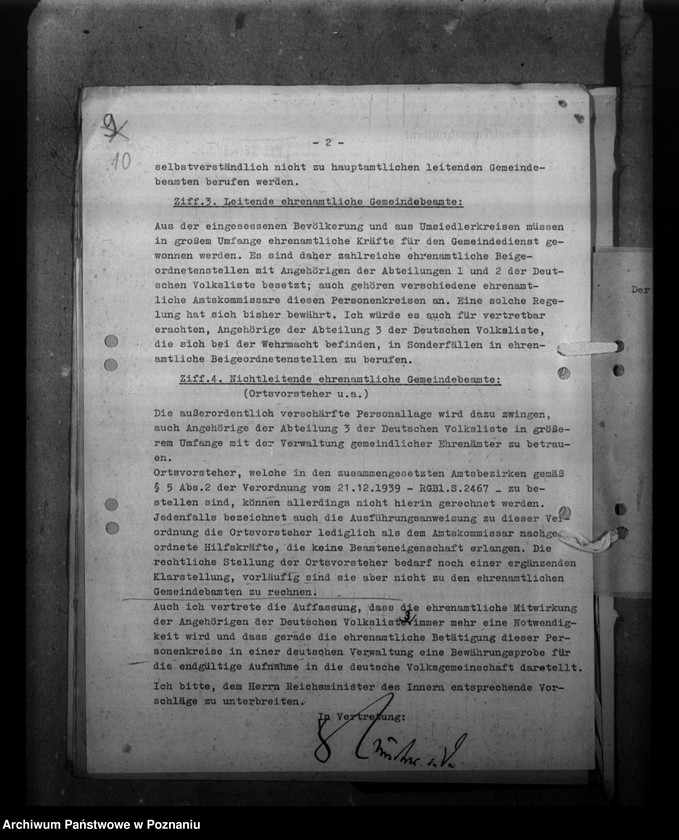 9
10
- 2 -
selbstverständlich nicht zu hauptamtlichen leitenden Gemeinde-
beamten berufen werden.
Ziff.3. Leitende ehrenamtliche Gemeindebeamte:
Aus der eingesessenen Bevölkerung und aus Umsiedlerkreisen müssen
in großem Umfange ehrenamtliche Kräfte für den Gemeindedienst ge-
wonnen werden. Es sind daher zahlreiche ehrenamtliche Beige-
ordnetenstellen mit Angehörigen der Abteilungen 1 und 2 der Deut-
schen Volksliste besetzt; auch gehören verschiedene ehrenamt-
liche Amtskommissare diesen Personenkreisen an. Eine solche Rege-
lung hat sich bisher bewährt. Ich würde es auch für vertretbar
erachten, Angehörige der Abteilung 3 der Deutschen Volksliste,
die sich bei der Wehrmacht befinden, in Sonderfällen in ehren-
amtliche Beigeordnetenstellen zu berufen.
Ziff.4. Nichtleitende ehrenamtliche Gemeindebeamte:
(Ortsvorsteher u.a.)
Die außerordentlich verschärfte Personallage wird dazu zwingen,
auch Angehörige der Abteilung 3 der Deutschen Volksliste in größe-
rem Umfange mit der Verwaltung gemeindlicher Ehrenämter zu betrau-
en.
Ortsvorsteher, welche in den zusammengesetzten Amtsbezirken gemäß
§ 5 Abs.2 der Verordnung vom 21.12.1939 - RGBl.S.2467 - zu be-
stellen sind, können allerdings nicht hierin gerechnet werden.
Jedenfalls bezeichnet auch die Ausführungsanweisung zu dieser Ver-
ordnung die Ortsvorsteher lediglich als dem Amtskommissar nachge-
ordnete Hilfskräfte, die keine Beamteneigenschaft erlangen. Die
rechtliche Stellung der Ortsvorsteher bedarf noch einer ergänzenden
Klarstellung, vorläufig sind sie aber nicht zu den ehrenamtlichen
Gemeindebeamten zu rechnen.
Auch ich vertrete die Auffassung, dass die ehrenamtliche Mitwirkung
der Angehörigen der Deutschen Volksliste 3 immer mehr eine Notwendig-
keit wird und dass gerade die ehrenamtliche Betätigung dieser Per-
sonenkreise in einer deutschen Verwaltung eine Bewährungsprobe für
die endgültige Aufnahme in die deutsche Volksgemeinschaft darstellt.
Ich bitte, dem Herrn Reichsminister des Innern entsprechende Vor-
schläge zu unterbreiten.
In Vertretung:
Der
Archiwum Państwowe w Poznaniu